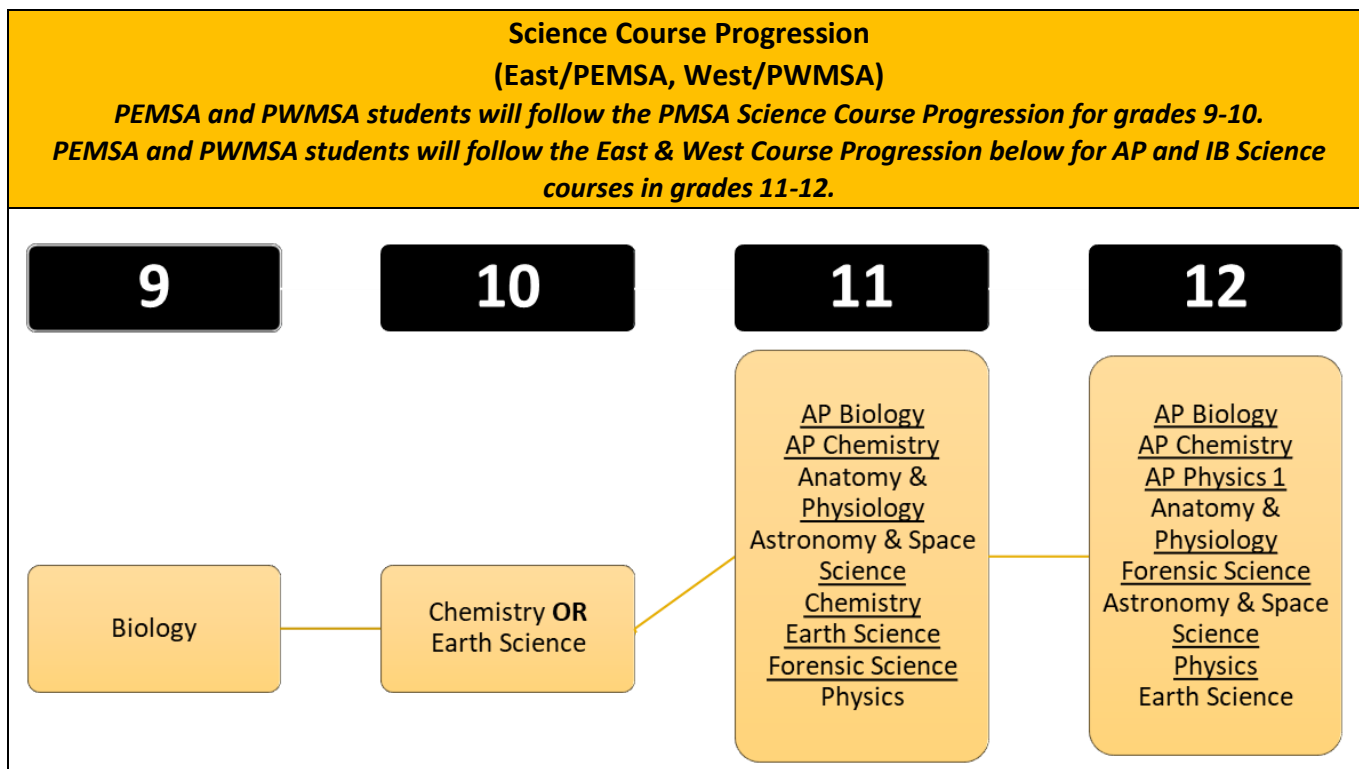 Science Course Progression
(East/PEMSA, West/PWMSA)
PEMSA and PWMSA students will follow the PMSA Science Course Progression for grades 9-10.
PEMSA and PWMSA students will follow the East & West Course Progression below for AP and IB Science
courses in grades 11-12.
9
10
11
12
Biology
Chemistry OR
Earth Science
AP Biology
AP Chemistry
Anatomy &
Physiology
Astronomy & Space
Science
Chemistry
Earth Science
Forensic Science
Physics
AP Biology
AP Chemistry
AP Physics 1
Anatomy &
Physiology
Forensic Science
Astronomy & Space
Science
Physics
Earth Science